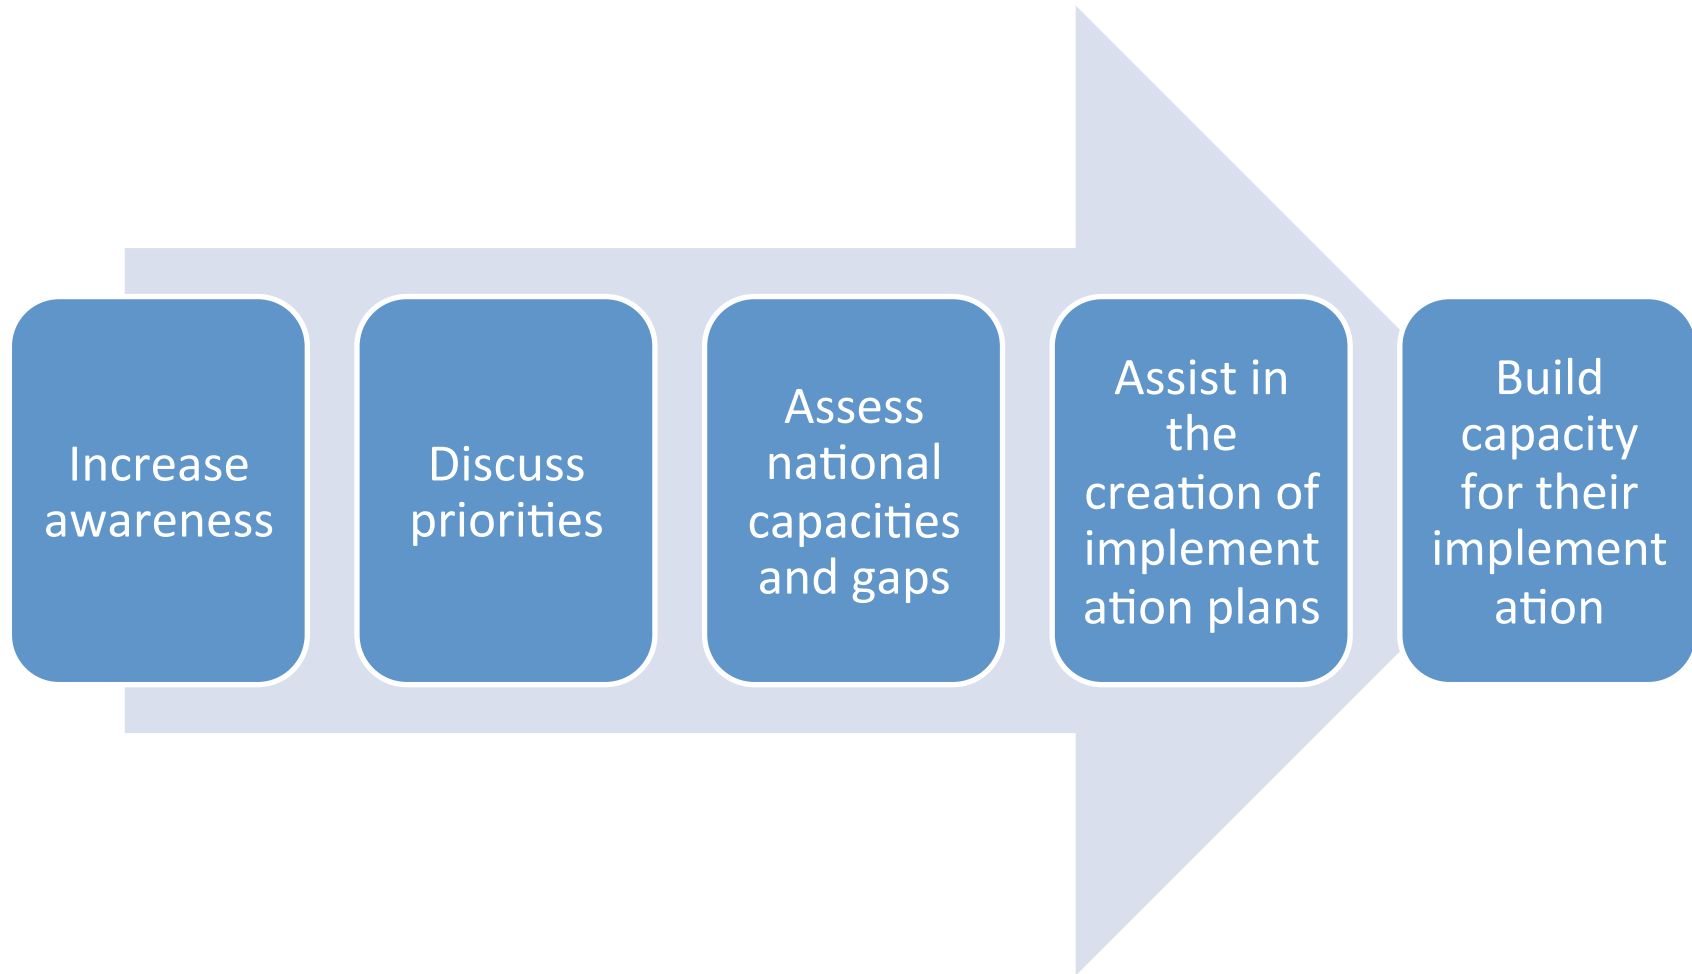 Increase
awareness
Discuss
priorities
Assess
national
capacities
and gaps
Assist in
the
creation of
implement
ation plans
Build
capacity
for their
implement
ation